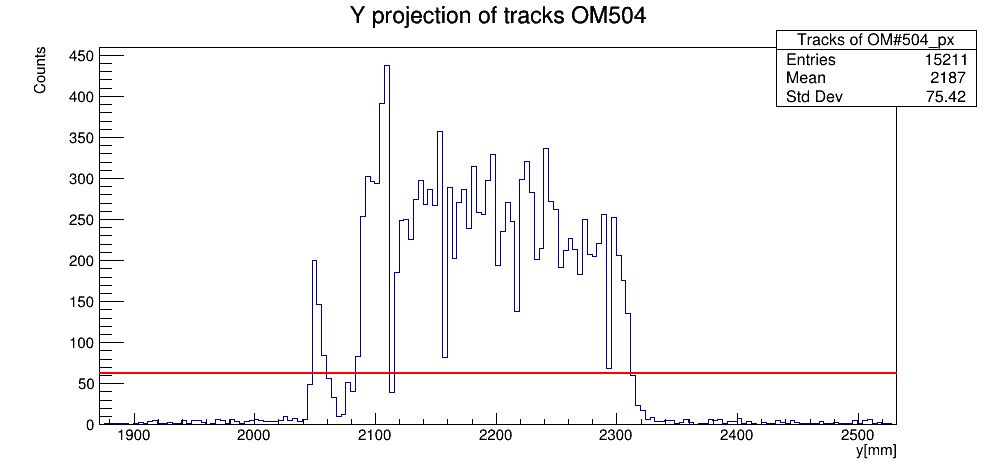 Y projection of tracks OM504
Tracks of OM#504_px
Entries 15211
Mean 2187
Std Dev 75.42
Counts
450
400
350
300
250
200
150
100
50
0
1900 2000 2100 2200 2300 2400 2500
y[mm]